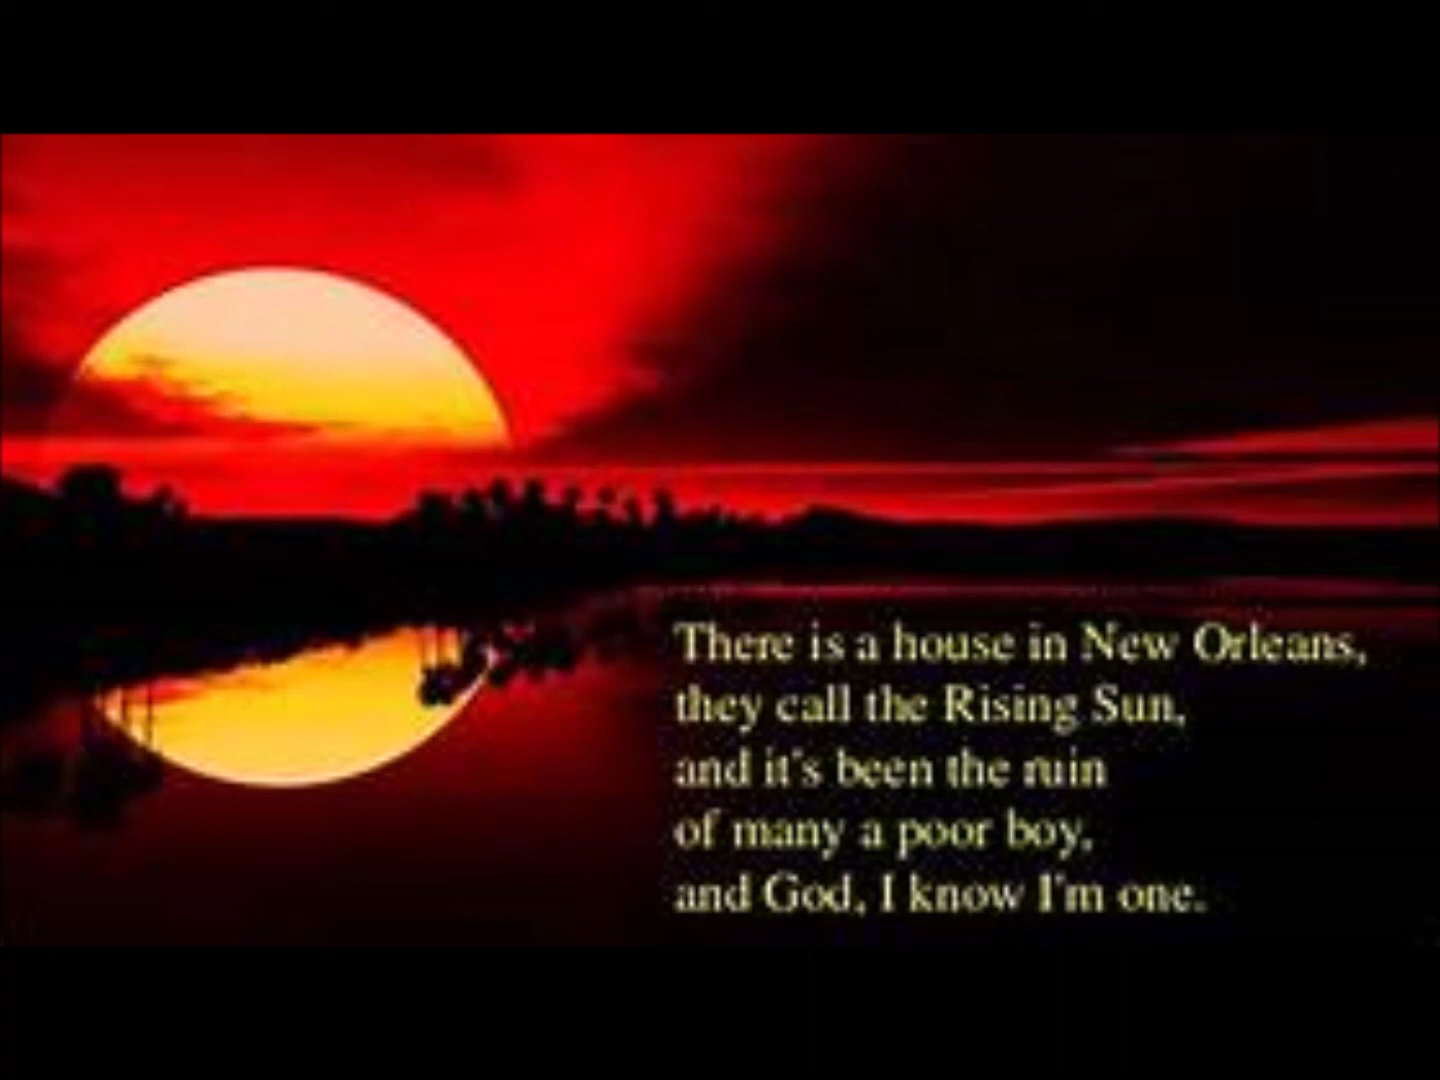 There is a house in New Orleans,
they call the Rising Sun,
and it's been the ruin
of many a poor boy,
and God, I know I'm one.